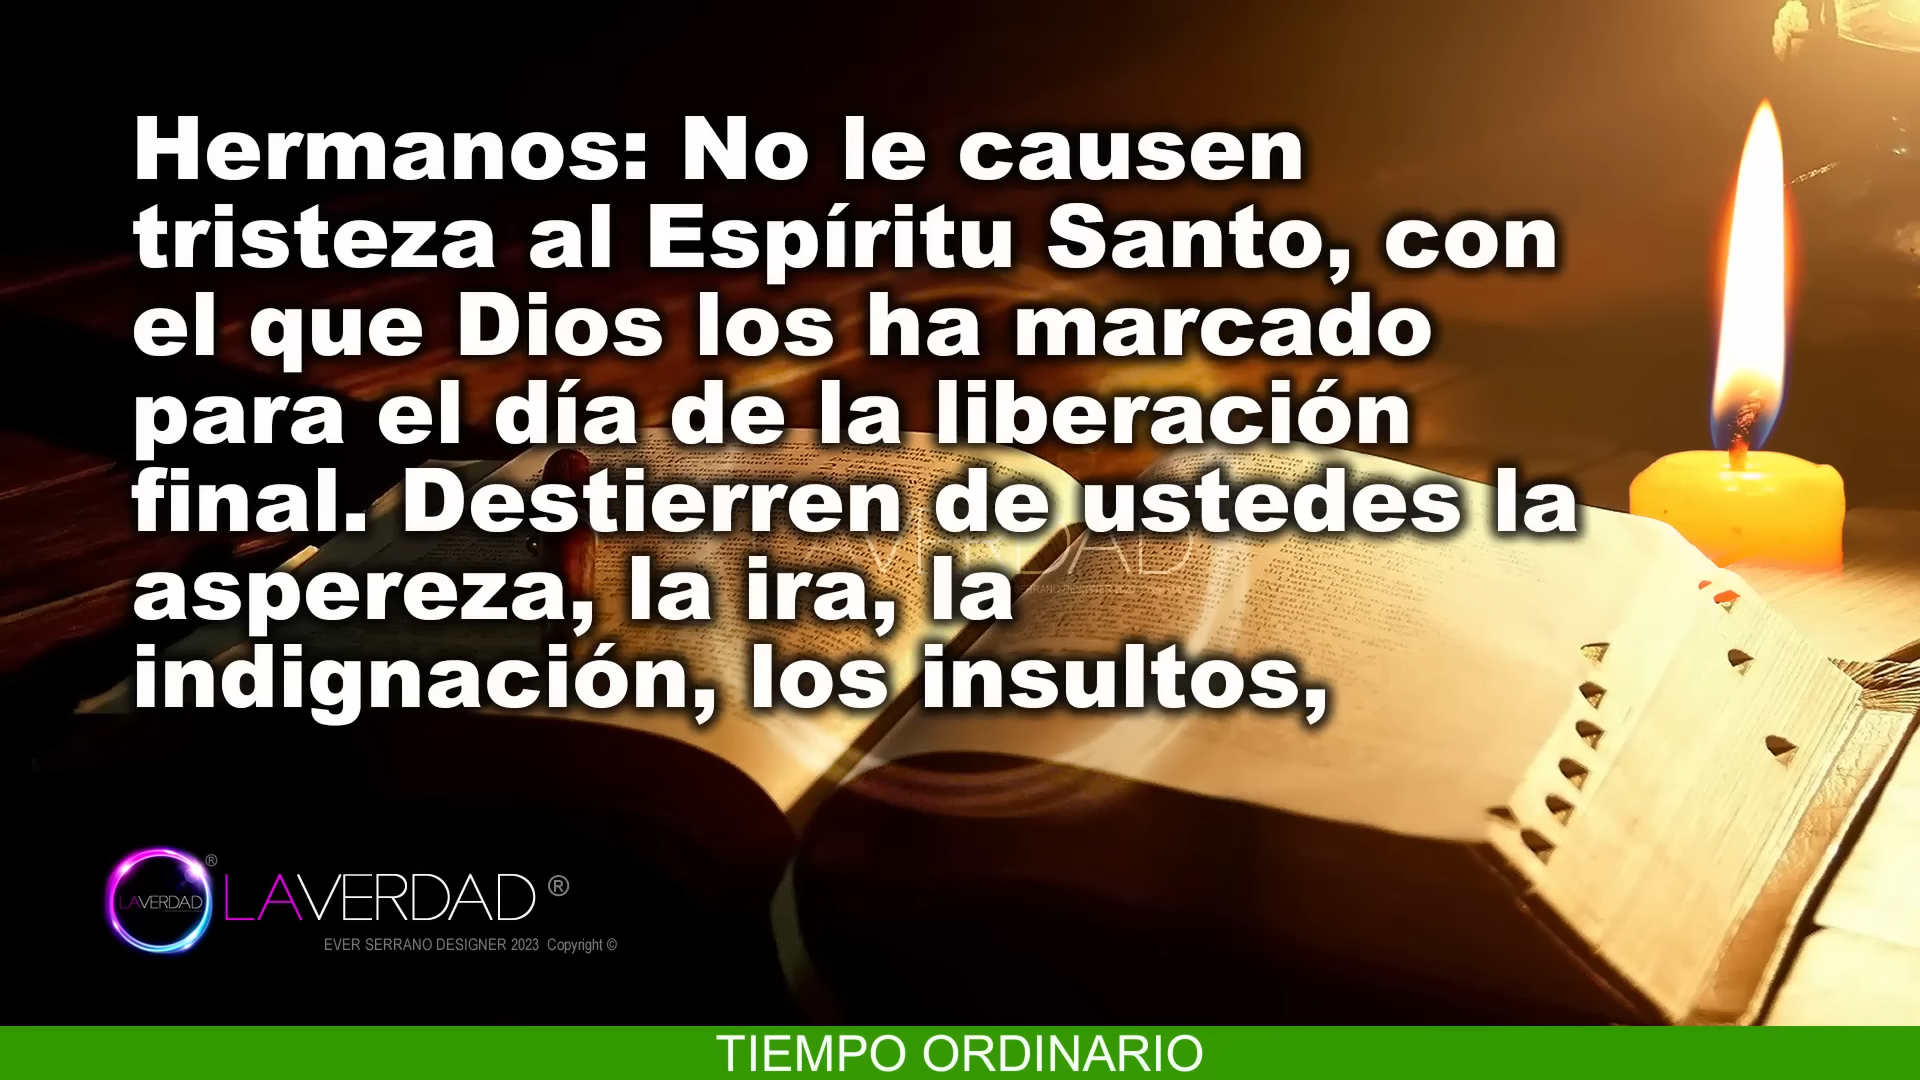 Hermanos: No le causen
tristeza al Espíritu Santo, con
el que Dios los ha marcado
para el día de la liberación
final. Destierren de ustedes la
aspereza, la ira, la
indignación, los insultos,
LAVERDAD ®
LAVERDAD ®
EVER SERRANO DESIGNER 2023 Copyright ©
TIEMPO ORDINARIO